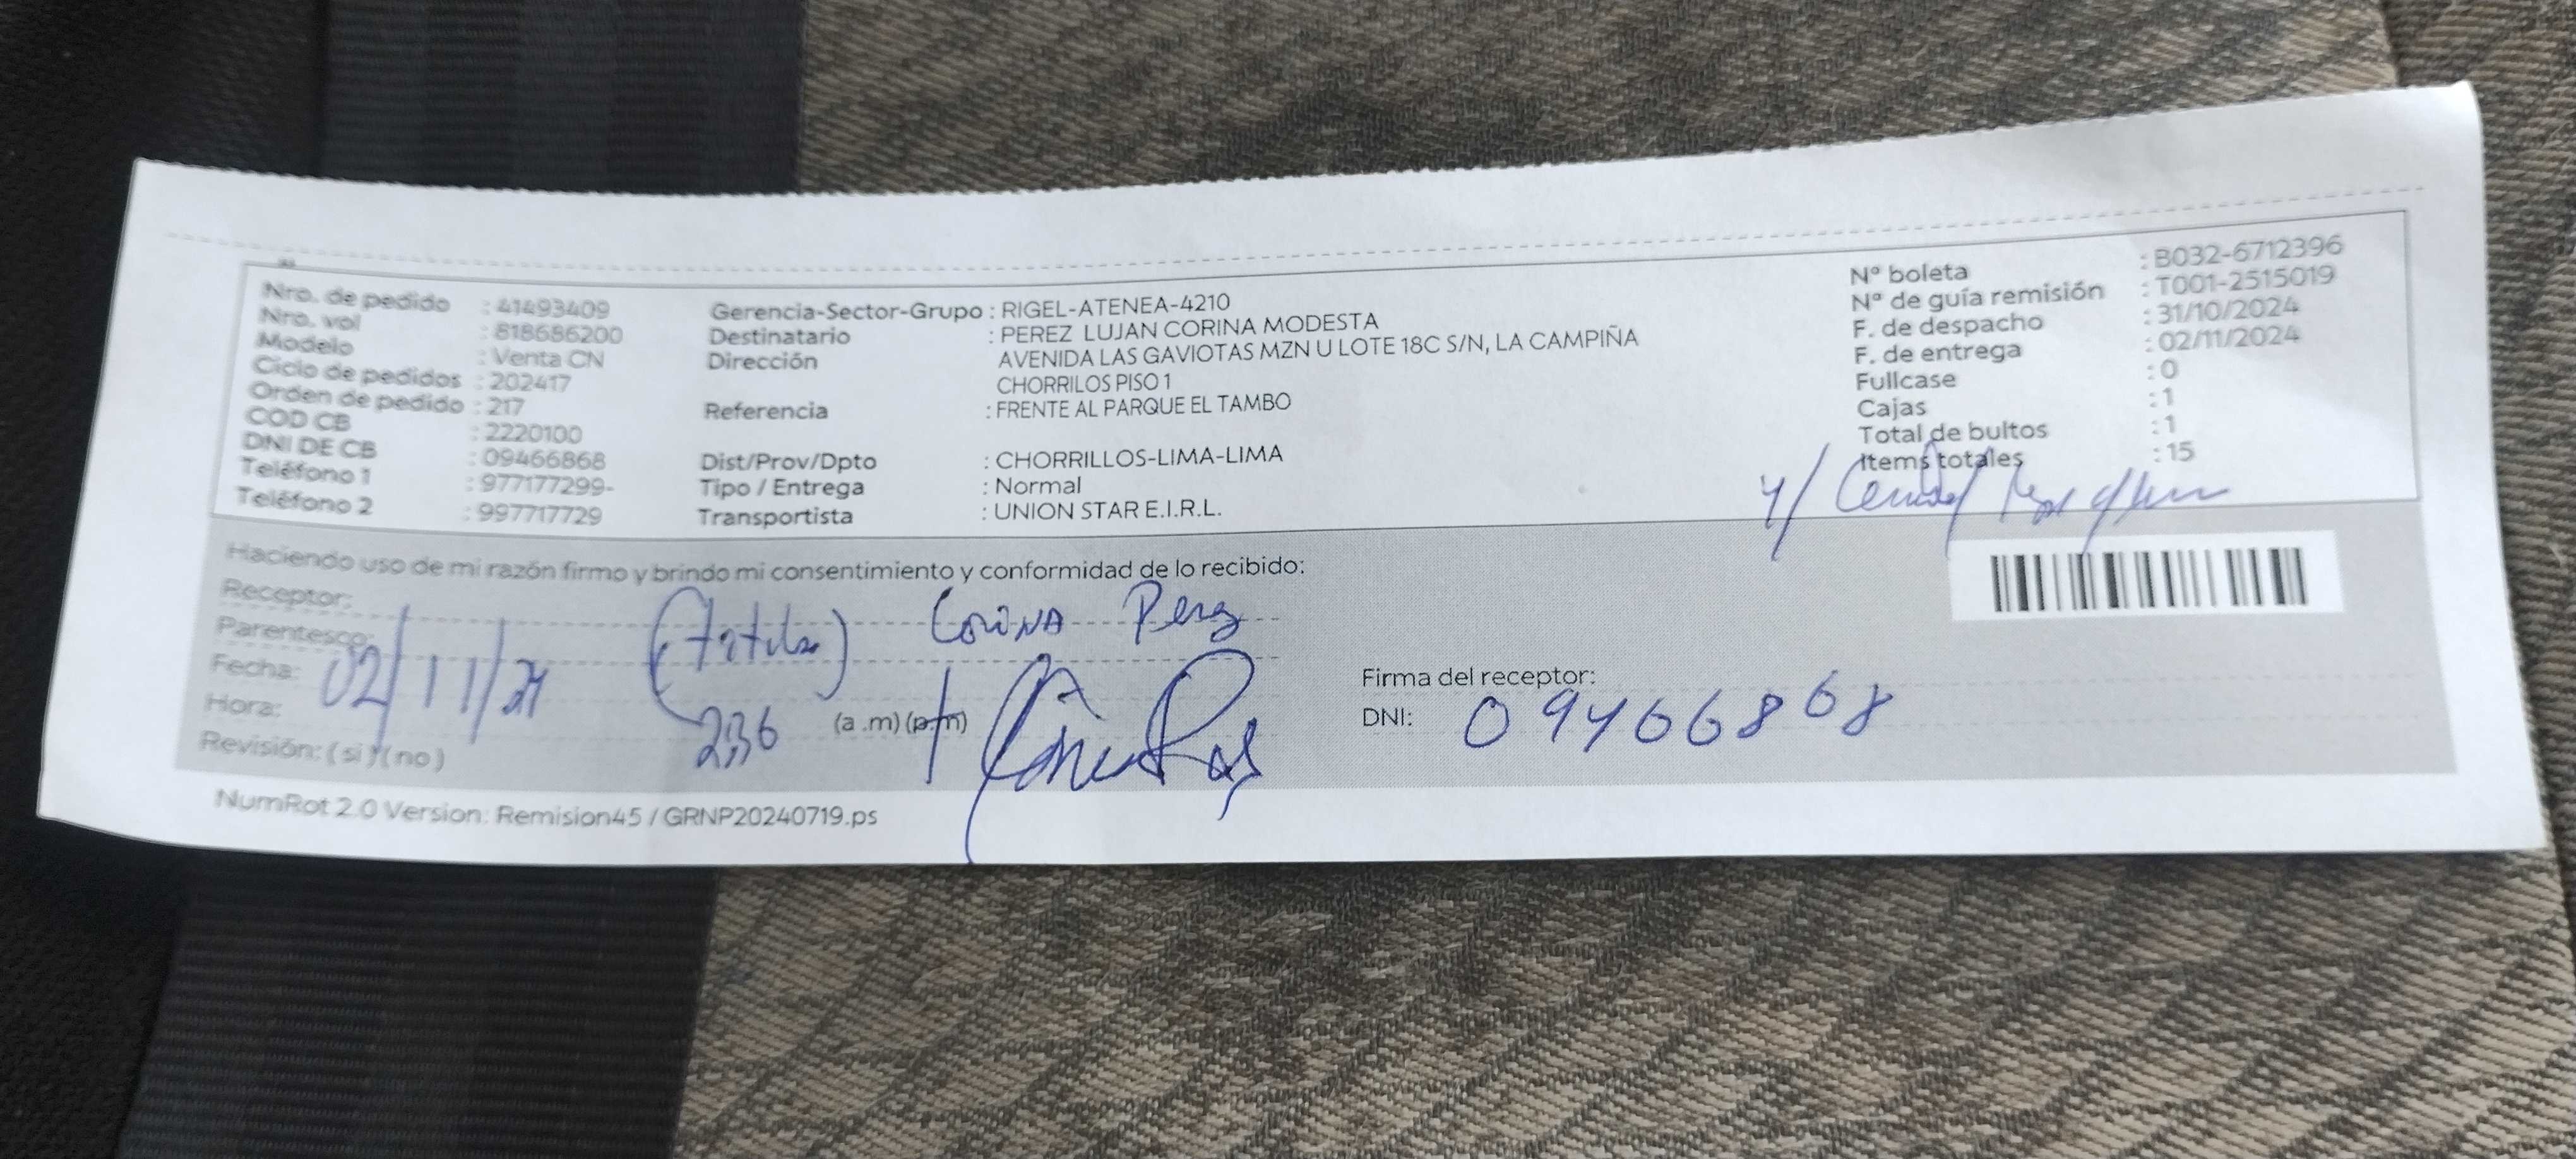 Nro. de pedido : 41493409
Nro. vol : 818686200
Modelo : Venta CN
Ciclo de pedidos : 202417
Orden de pedido : 217
COD CB : 2220100
DNI DE CB : 09466868
Teléfono 1 : 977177299-
Teléfono 2 : 997717729
Gerencia-Sector-Grupo : RIGEL-ATENEA-4210
Destinatario : PEREZ LUJAN CORINA MODESTA
Dirección AVENIDA LAS GAVIOTAS MZN U LOTE 18C S/N, LA CAMPIÑA
CHORRILOS PISO 1
Referencia : FRENTE AL PARQUE EL TAMBO
Dist/Prov/Dpto : CHORRILLOS-LIMA-LIMA
Tipo / Entrega : Normal
Transportista : UNION STAR E.I.R.L.
Nº boleta : B032-6712396
Nº de guía remisión : T001-2515019
F. de despacho : 31/10/2024
F. de entrega : 02/11/2024
Fullcase : 0
Cajas : 1
Total de bultos : 1
Items totales : 15
Haciendo uso de mi razón firmo y brindo mi consentimiento y conformidad de lo recibido:
Receptor: Corina Perez
Parentesco: (titular)
Fecha: 02/11/24
Hora: 2:36 (a .m) (p.m)
Revisión: ( si ) ( no )
Firma del receptor:
DNI: 09466868
NumRot 2.0 Version: Remision45 / GRNP20240719.ps